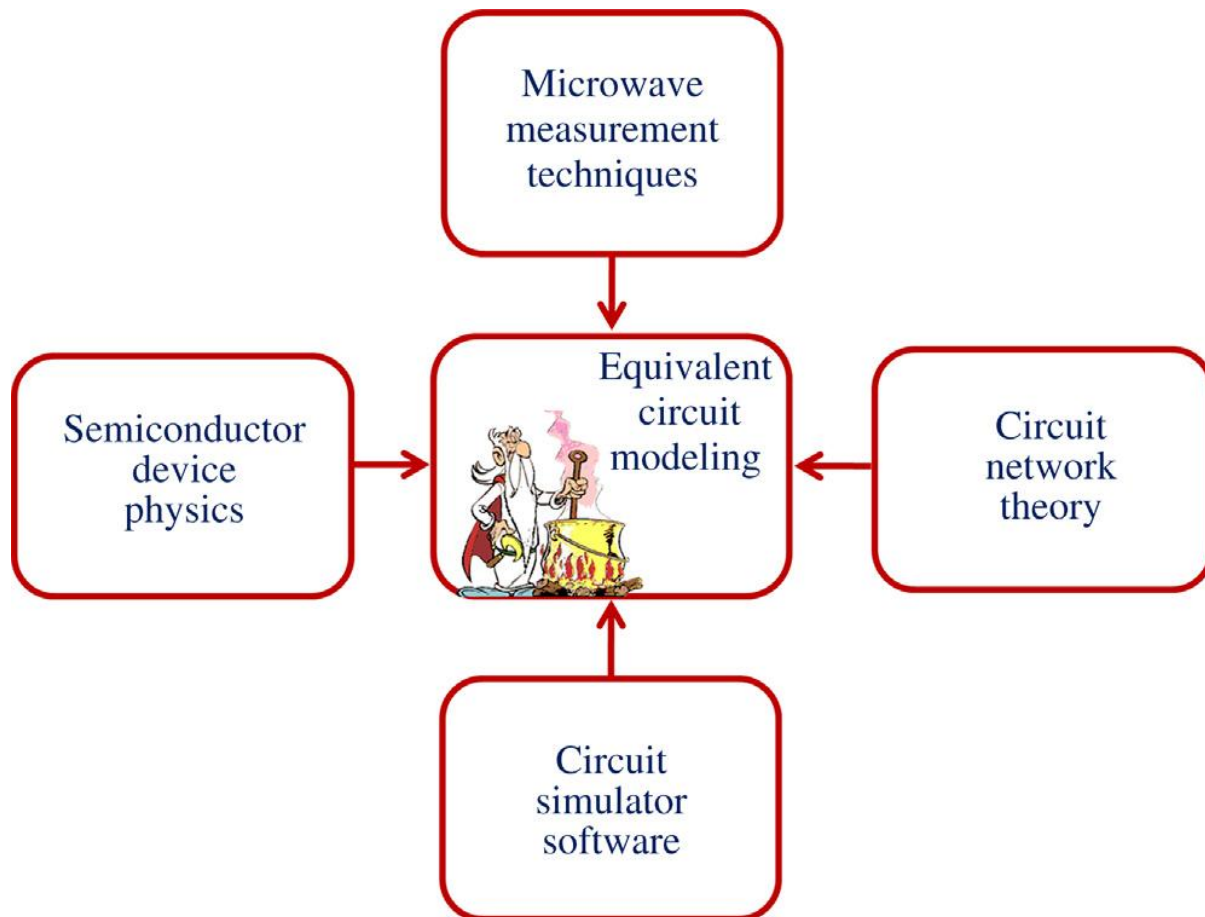 Microwave
measurement
techniques
Equivalent
circuit
modeling
Semiconductor
device
physics
Circuit
network
theory
Circuit
simulator
software